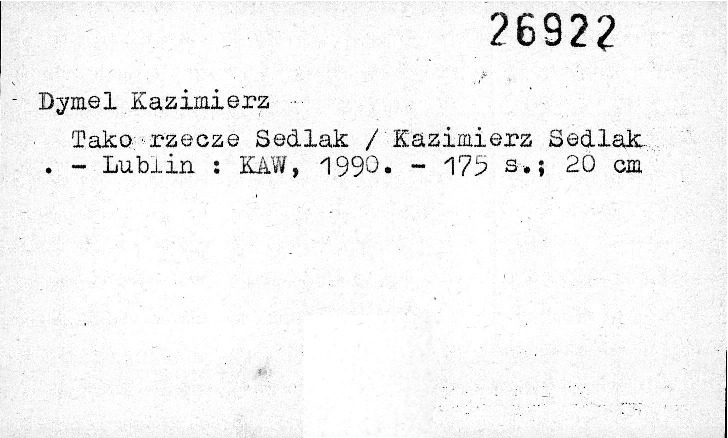 26922
Dymel Kazimierz
Tako rzecze Sedlak / Kazimierz Sedlak
. - Lublin : KAW, 1990. - 175 s.; 20 cm